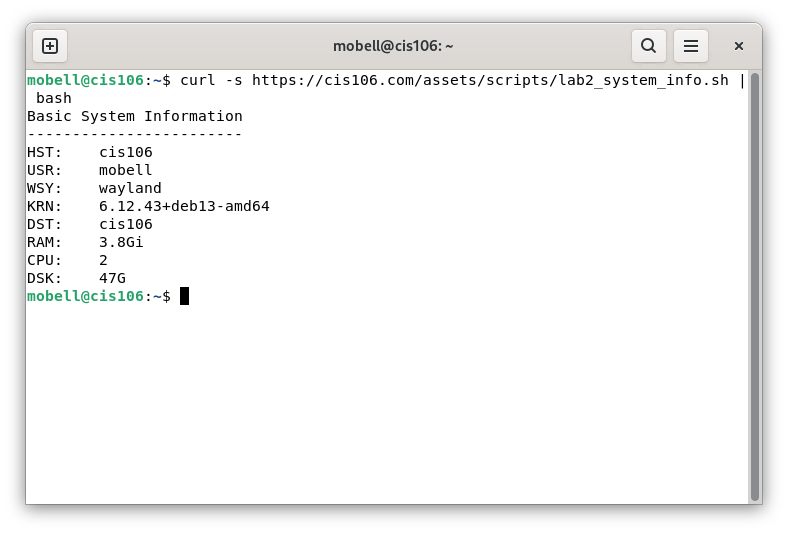 mobell@cis106: ~
mobell@cis106:~$ curl -s https://cis106.com/assets/scripts/lab2_system_info.sh |
 bash
Basic System Information
------------------------
HST:    cis106
USR:    mobell
WSY:    wayland
KRN:    6.12.43+deb13-amd64
DST:    cis106
RAM:    3.8Gi
CPU:    2
DSK:    47G
mobell@cis106:~$